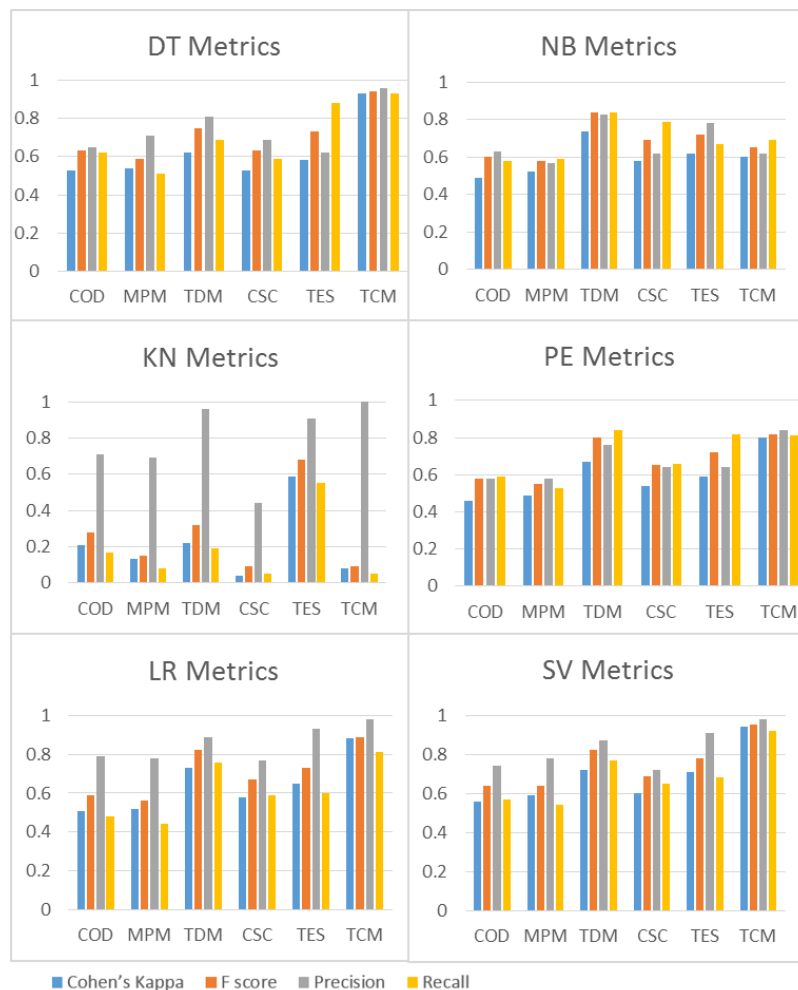 DT Metrics
1
0.8
0.6
0.4
0.2
0
COD MPM TDM CSC TES TCM
NB Metrics
1
0.8
0.6
0.4
0.2
0
COD MPM TDM CSC TES TCM
KN Metrics
1
0.8
0.6
0.4
0.2
0
COD MPM TDM CSC TES TCM
PE Metrics
1
0.8
0.6
0.4
0.2
0
COD MPM TDM CSC TES TCM
LR Metrics
1
0.8
0.6
0.4
0.2
0
COD MPM TDM CSC TES TCM
SV Metrics
1
0.8
0.6
0.4
0.2
0
COD MPM TDM CSC TES TCM
Cohen's Kappa F score Precision Recall